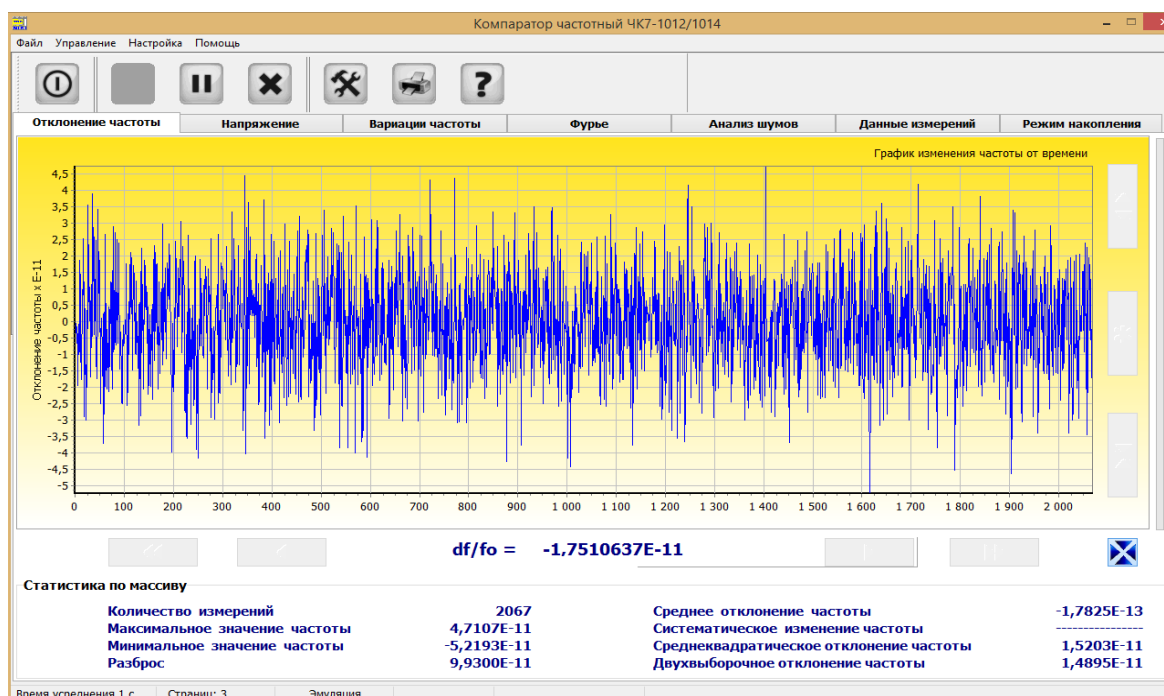 Компаратор частотный ЧК7-1012/1014
Файл Управление Настройка Помощь
Отклонение частоты Напряжение Вариации частоты Фурье Анализ шумов Данные измерений Режим накопления
График изменения частоты от времени
Отклонение частоты x E-11
4,5
4
3,5
3
2,5
2
1,5
1
0,5
0
-0,5
-1
-1,5
-2
-2,5
-3
-3,5
-4
-4,5
-5
0 100 200 300 400 500 600 700 800 900 1 000 1 100 1 200 1 300 1 400 1 500 1 600 1 700 1 800 1 900 2 000
df/fo = -1,7510637E-11
Статистика по массиву
Количество измерений 2067
Максимальное значение частоты 4,7107E-11
Минимальное значение частоты -5,2193E-11
Разброс 9,9300E-11
Среднее отклонение частоты -1,7825E-13
Систематическое изменение частоты ----------------
Среднеквадратическое отклонение частоты 1,5203E-11
Двухвыборочное отклонение частоты 1,4895E-11
Время усреднения 1 с Страниц: 3 Эмуляция